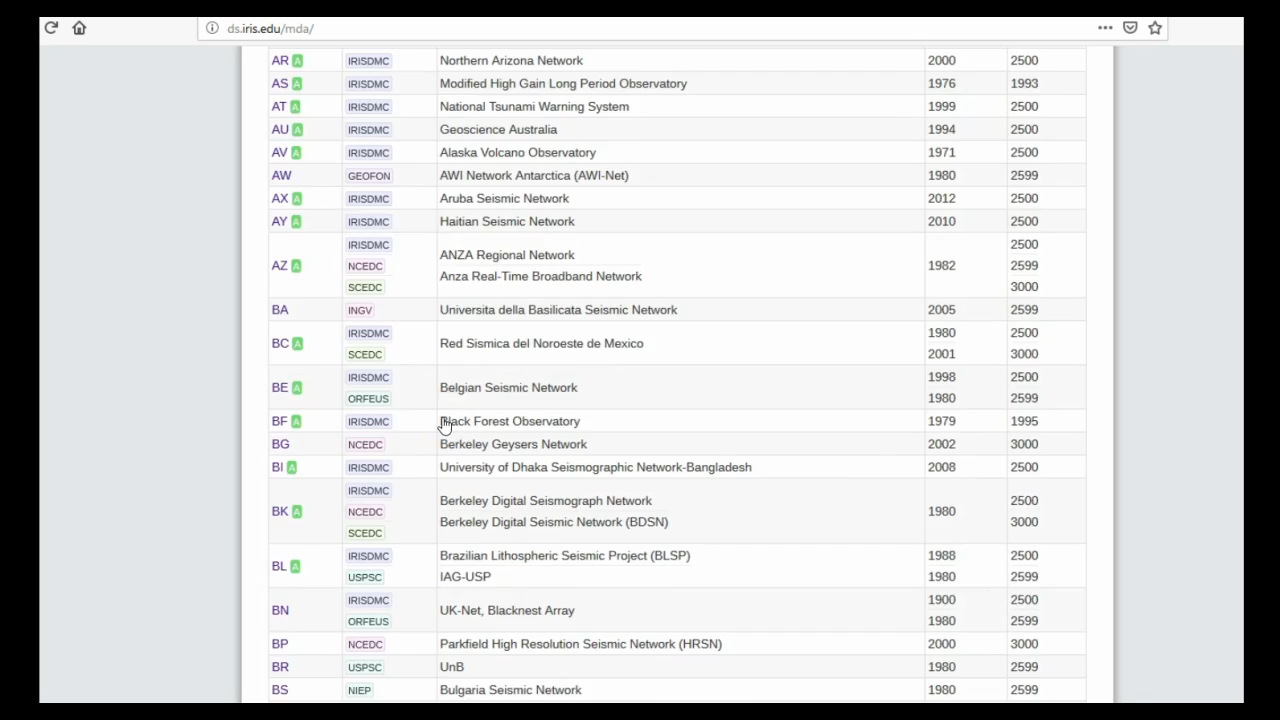 ds.iris.edu/mda/
AR A IRISDMC Northern Arizona Network 2000 2500
AS A IRISDMC Modified High Gain Long Period Observatory 1976 1993
AT A IRISDMC National Tsunami Warning System 1999 2500
AU A IRISDMC Geoscience Australia 1994 2500
AV A IRISDMC Alaska Volcano Observatory 1971 2500
AW GEOFON AWI Network Antarctica (AWI-Net) 1980 2599
AX A IRISDMC Aruba Seismic Network 2012 2500
AY A IRISDMC Haitian Seismic Network 2010 2500
IRISDMC 2500
ANZA Regional Network
AZ A NCEDC 1982 2599
Anza Real-Time Broadband Network
SCEDC 3000
BA INGV Universita della Basilicata Seismic Network 2005 2599
IRISDMC 1980 2500
BC A Red Sismica del Noroeste de Mexico
SCEDC 2001 3000
IRISDMC 1998 2500
BE A Belgian Seismic Network
ORFEUS 1980 2599
BF A IRISDMC Black Forest Observatory 1979 1995
BG NCEDC Berkeley Geysers Network 2002 3000
BI A IRISDMC University of Dhaka Seismographic Network-Bangladesh 2008 2500
IRISDMC
Berkeley Digital Seismograph Network 2500
BK A NCEDC 1980
Berkeley Digital Seismic Network (BDSN) 3000
SCEDC
IRISDMC Brazilian Lithospheric Seismic Project (BLSP) 1988 2500
BL A
USPSC IAG-USP 1980 2599
IRISDMC 1900 2500
BN UK-Net, Blacknest Array
ORFEUS 1980 2599
BP NCEDC Parkfield High Resolution Seismic Network (HRSN) 2000 3000
BR USPSC UnB 1980 2599
BS NIEP Bulgaria Seismic Network 1980 2599